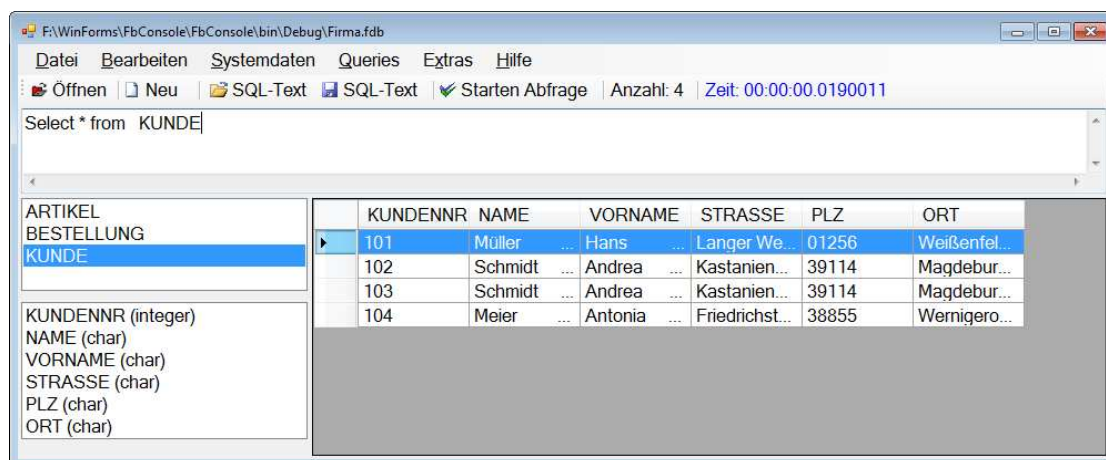 F:\WinForms\FbConsole\FbConsole\bin\Debug\Firma.fdb
Datei Bearbeiten Systemdaten Queries Extras Hilfe
Öffnen Neu SQL-Text SQL-Text Starten Abfrage Anzahl: 4 Zeit: 00:00:00.0190011
Select * from KUNDE
ARTIKEL
BESTELLUNG
KUNDE
KUNDENNR (integer)
NAME (char)
VORNAME (char)
STRASSE (char)
PLZ (char)
ORT (char)
KUNDENNR NAME VORNAME STRASSE PLZ ORT
101 Müller ... Hans ... Langer We... 01256 Weißenfel...
102 Schmidt ... Andrea ... Kastanien... 39114 Magdebur...
103 Schmidt ... Andrea ... Kastanien... 39114 Magdebur...
104 Meier ... Antonia ... Friedrichst... 38855 Wernigero...